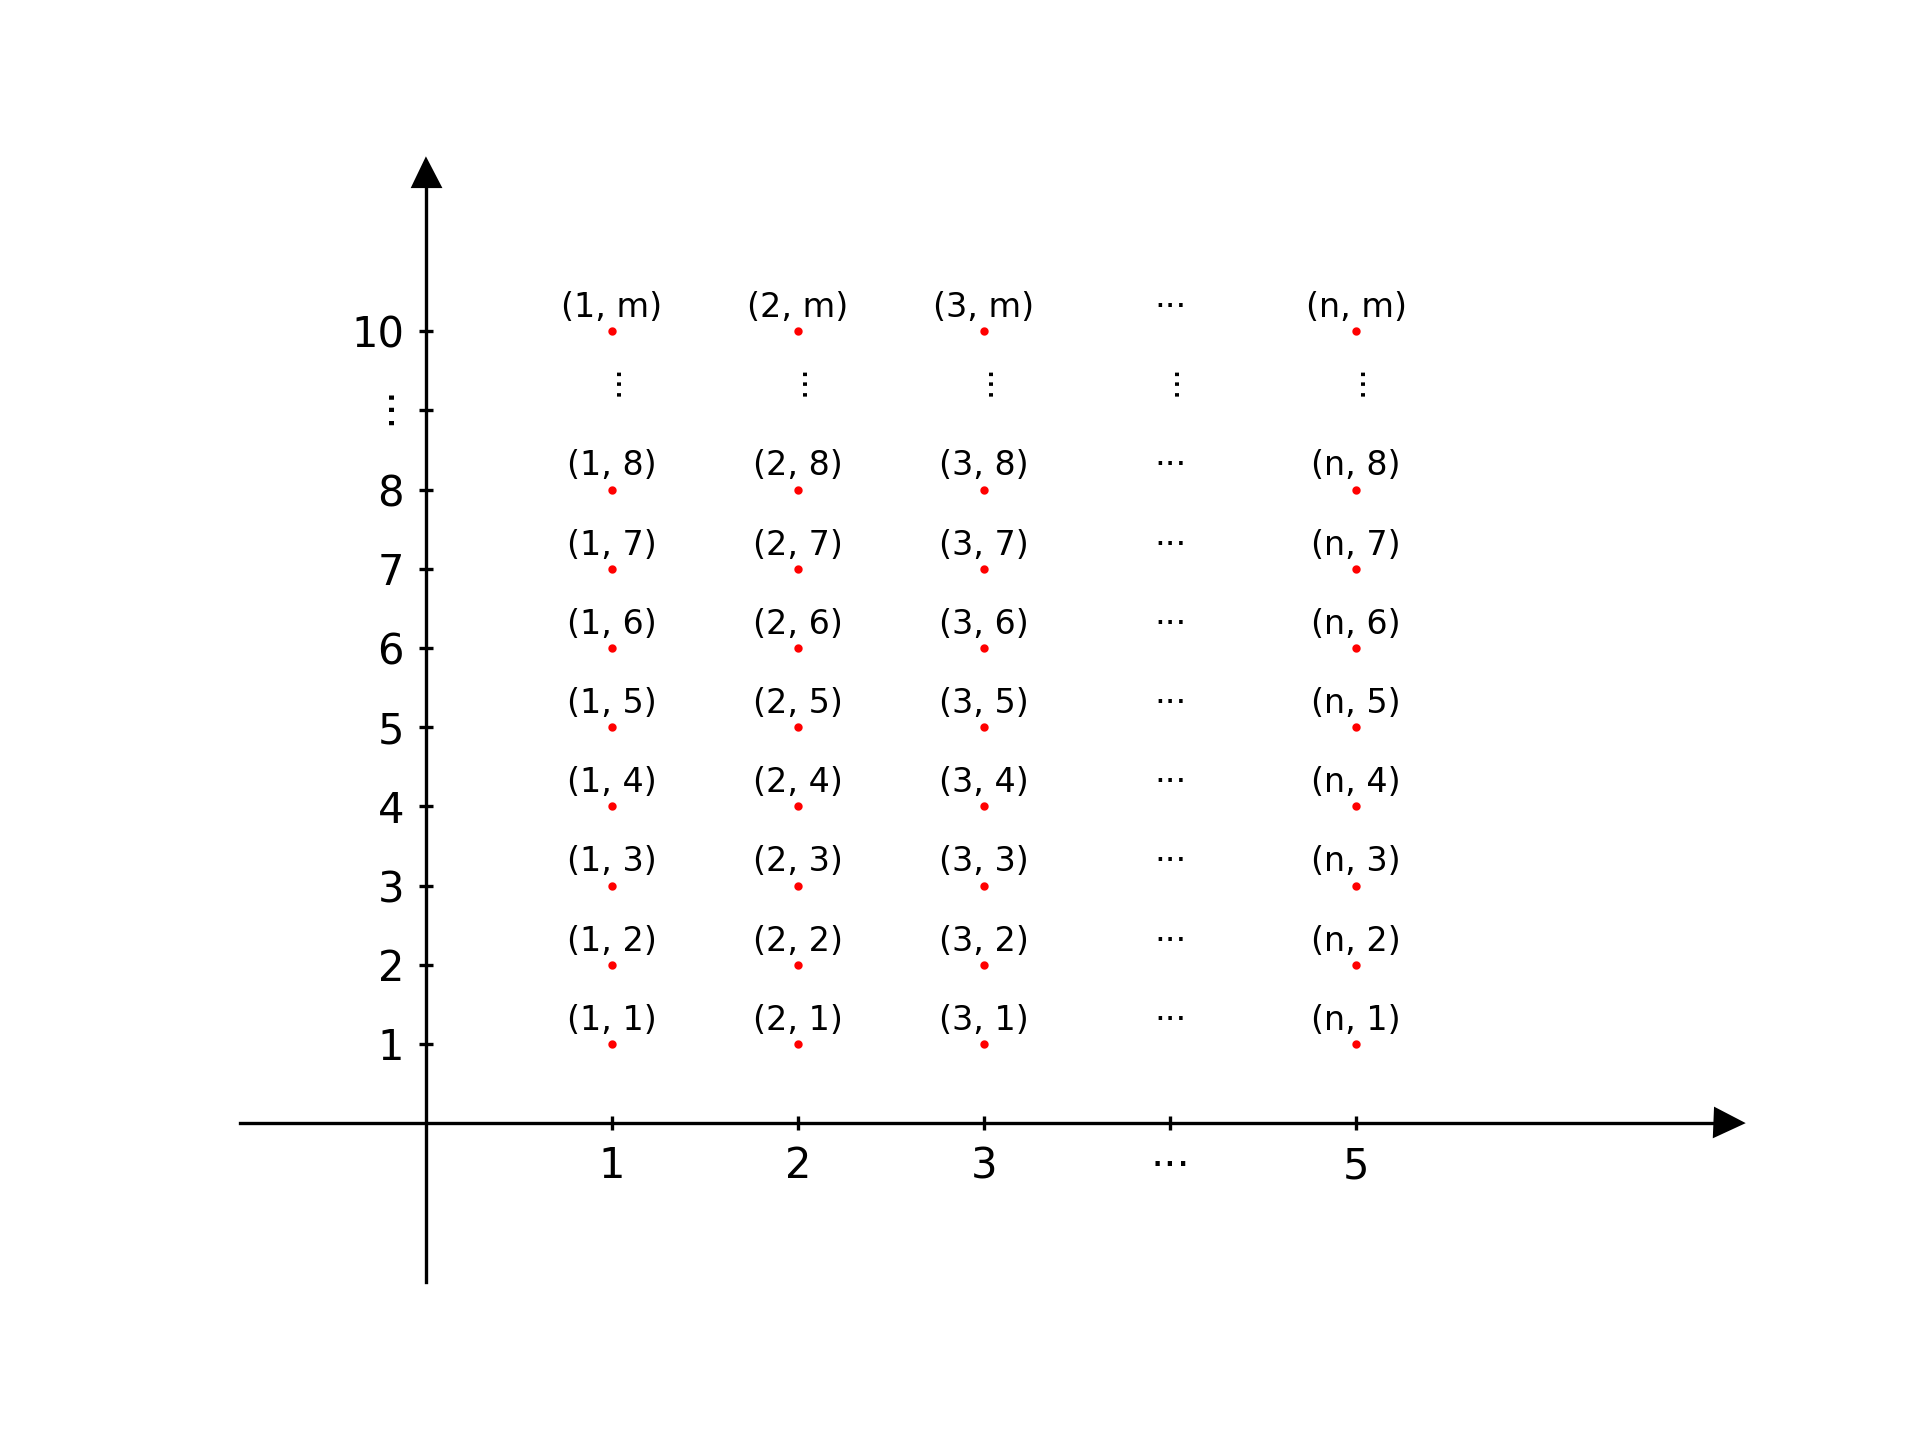 (1, m) (2, m) (3, m) ... (n, m)
10
⋮ ⋮ ⋮ ⋮ ⋮
⋮
(1, 8) (2, 8) (3, 8) ... (n, 8)
8
(1, 7) (2, 7) (3, 7) ... (n, 7)
7
(1, 6) (2, 6) (3, 6) ... (n, 6)
6
(1, 5) (2, 5) (3, 5) ... (n, 5)
5
(1, 4) (2, 4) (3, 4) ... (n, 4)
4
(1, 3) (2, 3) (3, 3) ... (n, 3)
3
(1, 2) (2, 2) (3, 2) ... (n, 2)
2
(1, 1) (2, 1) (3, 1) ... (n, 1)
1
1 2 3 ... 5